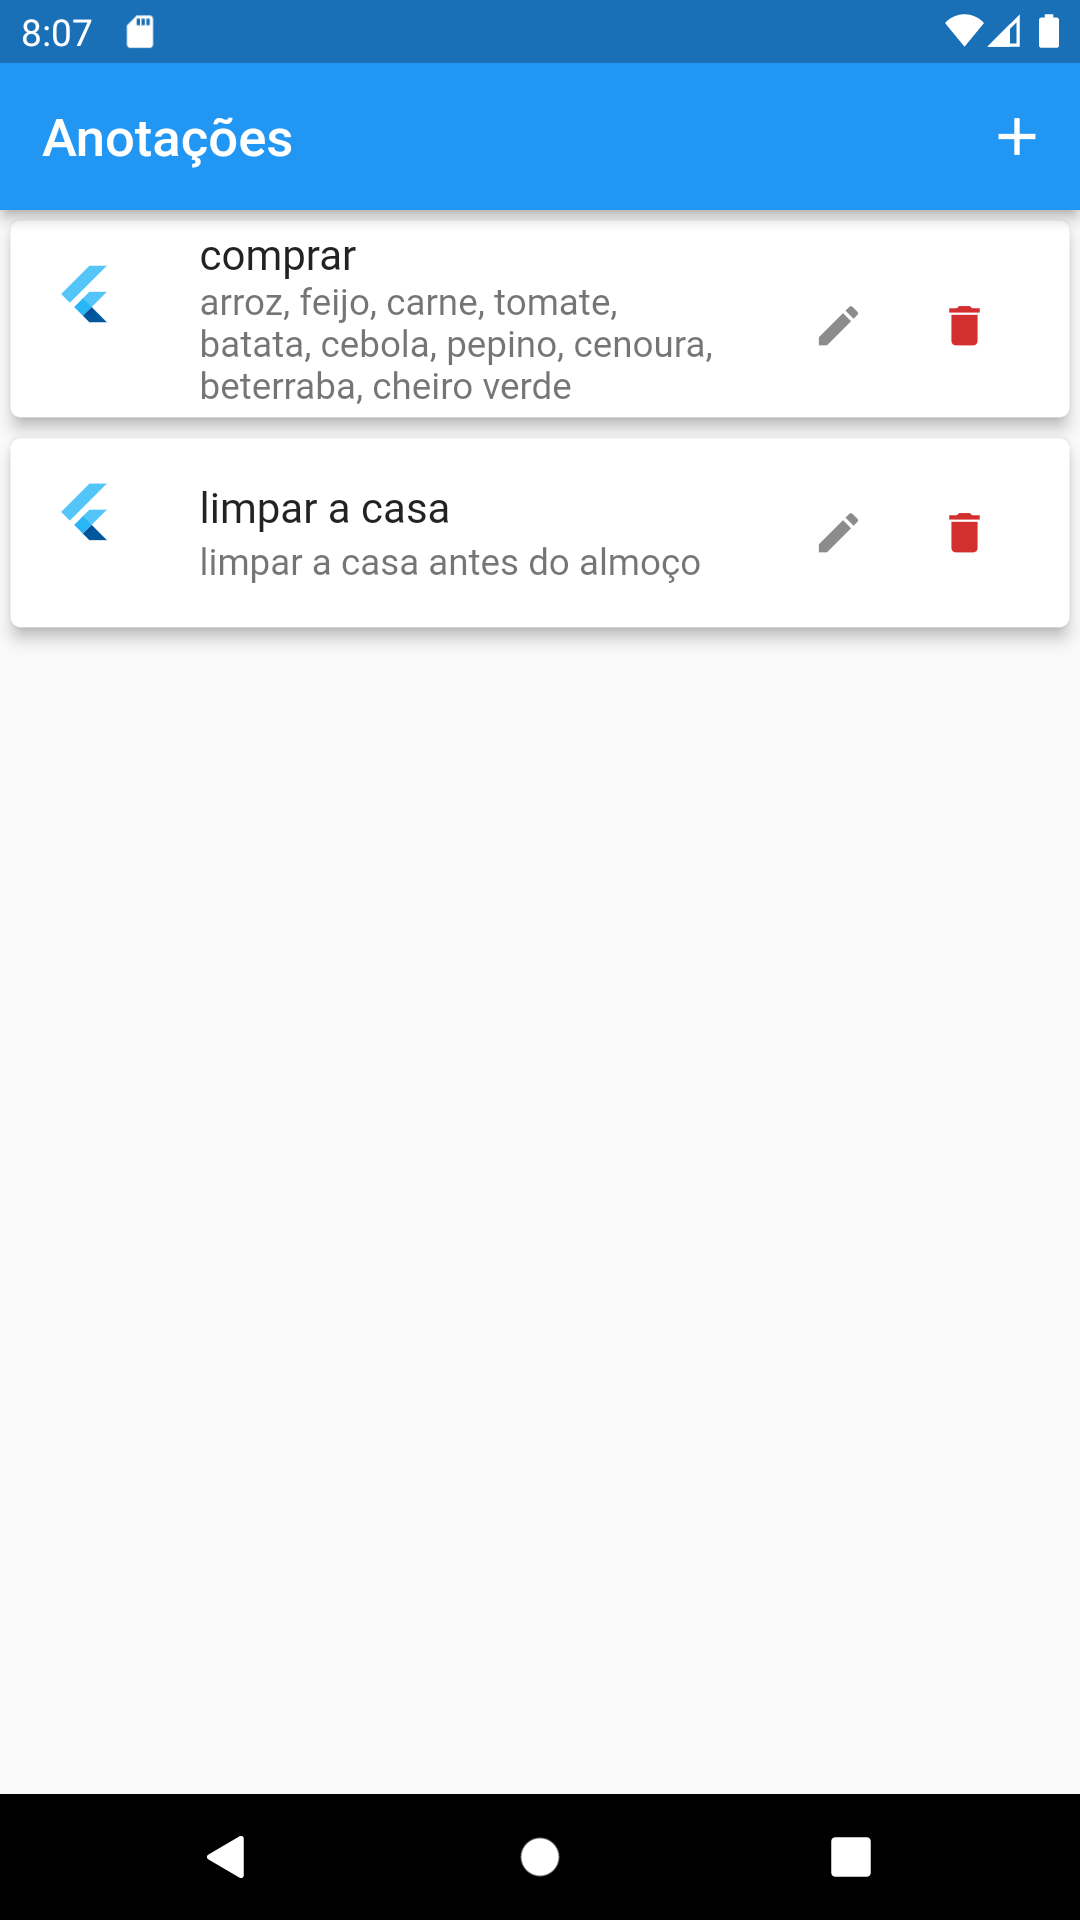 8:07
Anotações
comprar
arroz, feijo, carne, tomate,
batata, cebola, pepino, cenoura,
beterraba, cheiro verde
limpar a casa
limpar a casa antes do almoço